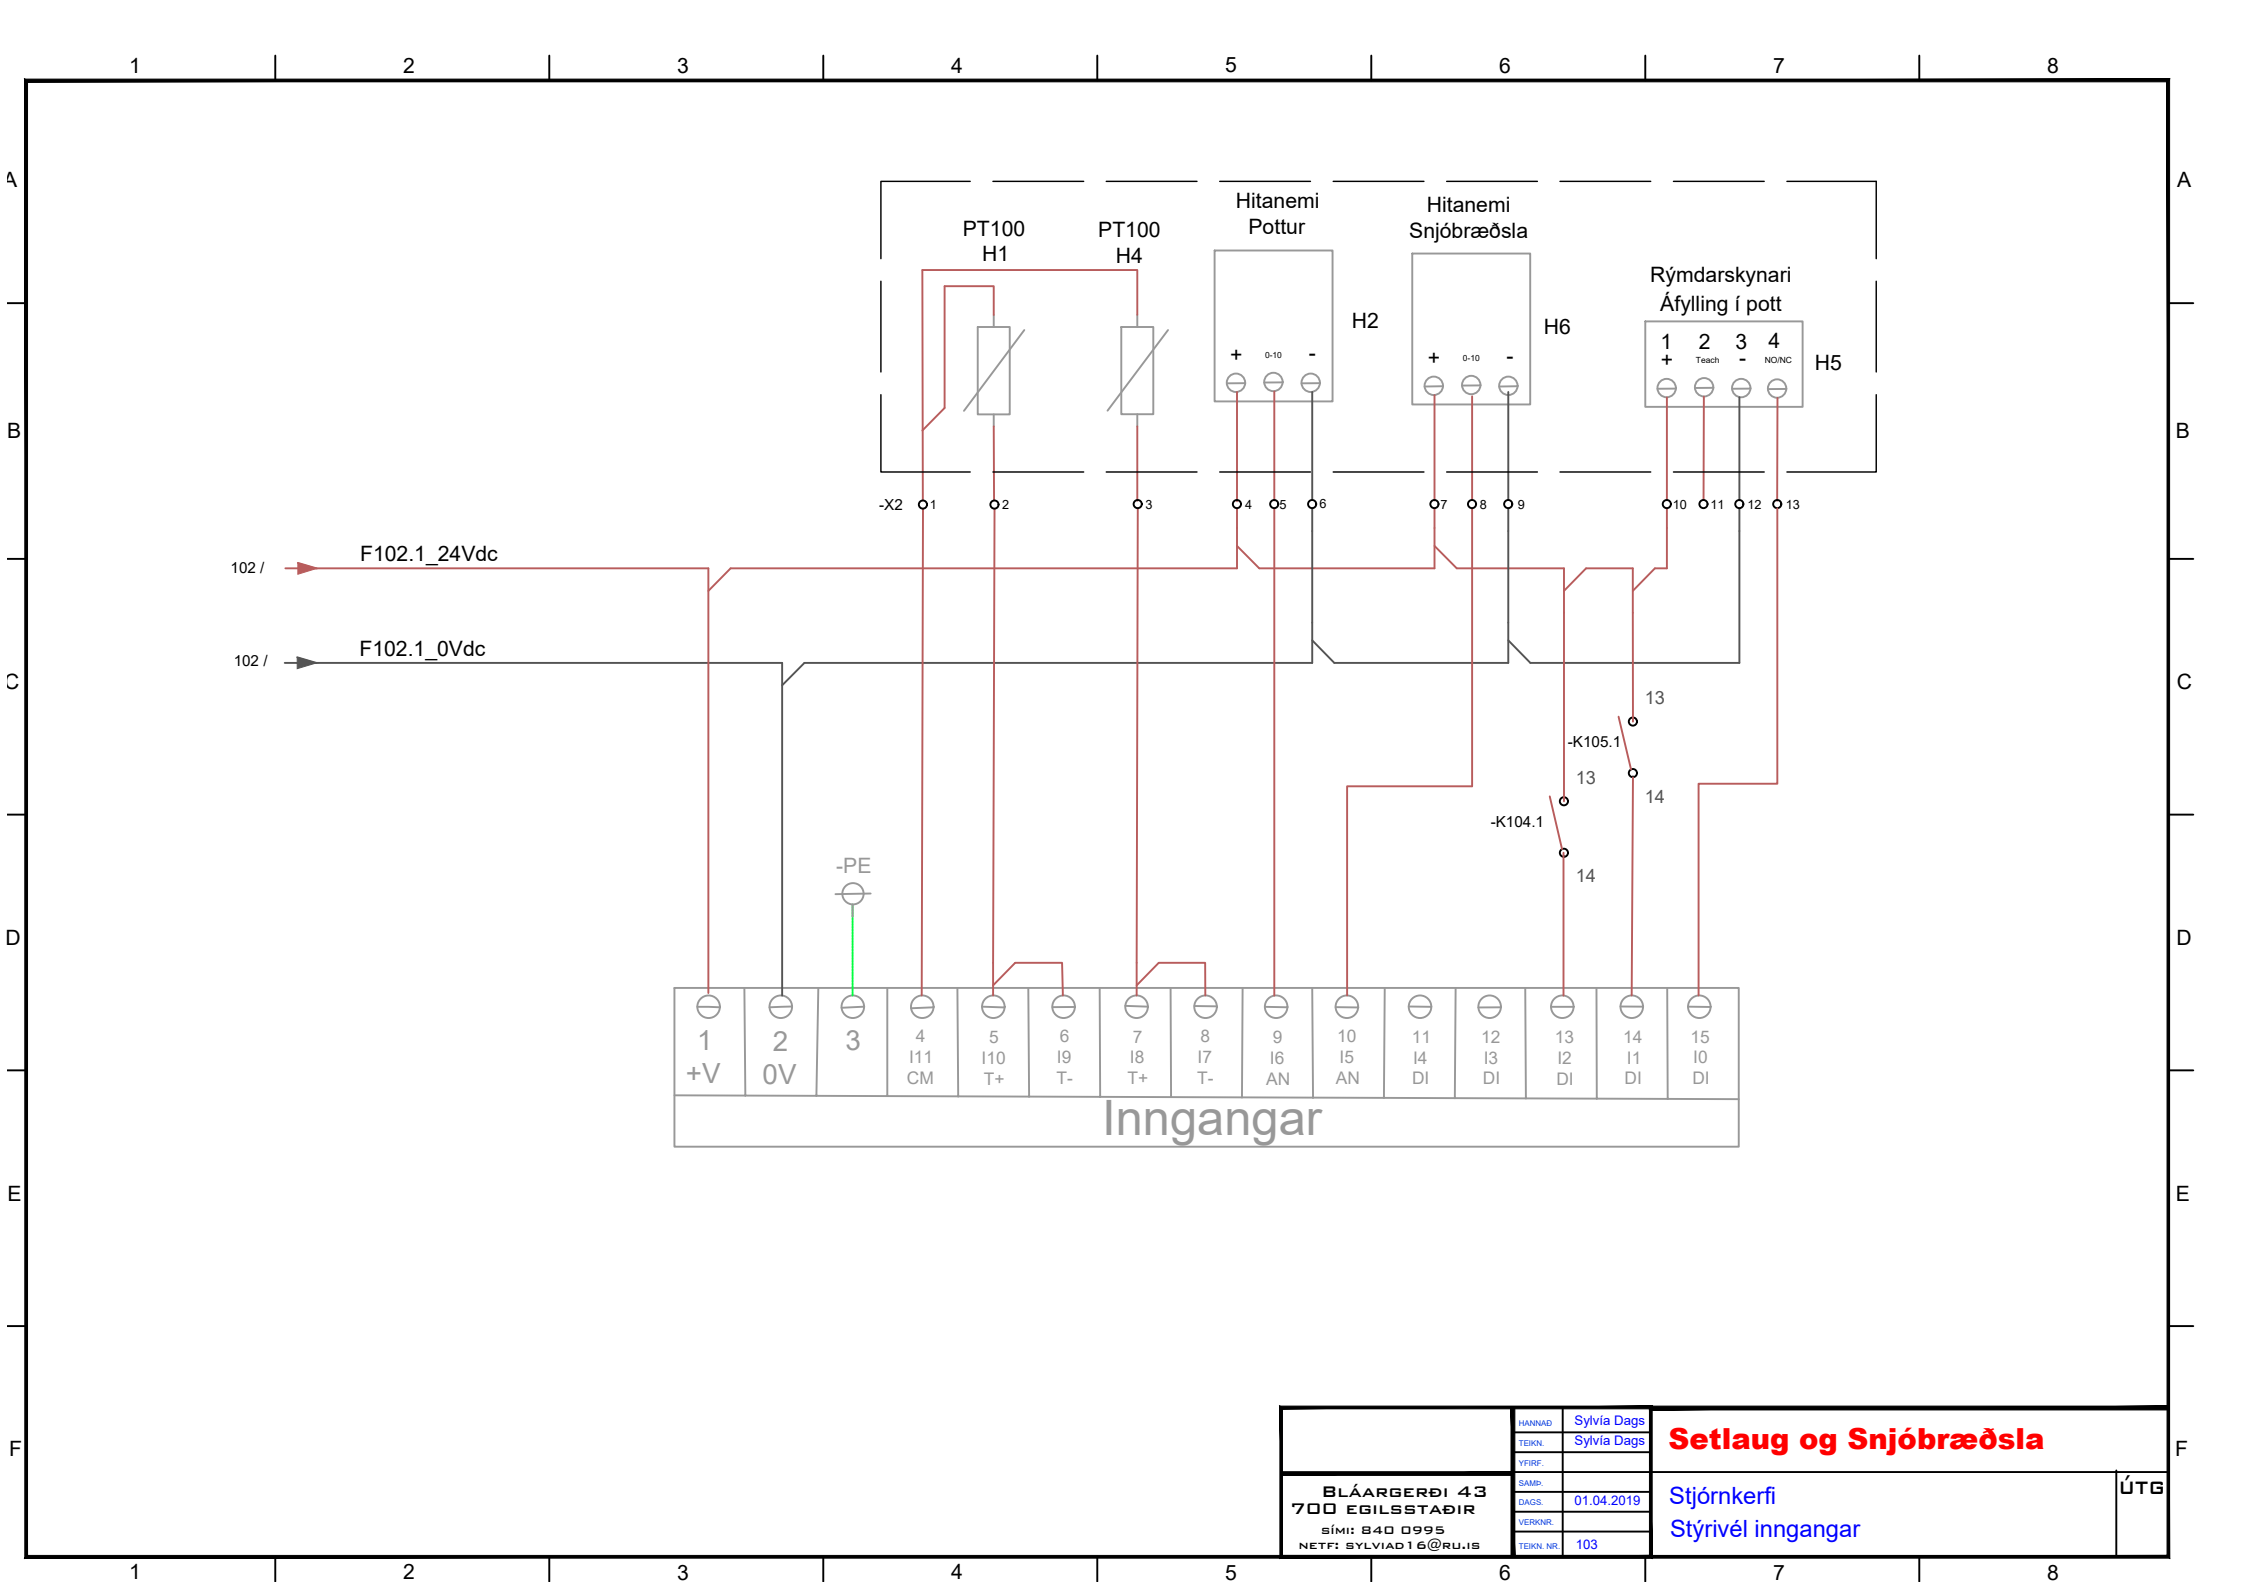 1 2 3 4 5 6 7 8
A A
Hitanemi
Pottur
Hitanemi
Snjóbræðsla
PT100
H1
PT100
H4
Rýmdarskynari
Áfylling í pott
H2
H6
1 2 3 4
+ Teach - NO/NC
H5
+ 0-10 -
+ 0-10 -
B B
-X2 1 2 3 4 5 6 7 8 9 10 11 12 13
102 / F102.1_24Vdc
102 / F102.1_0Vdc
C C
13
-K105.1
14
13
-K104.1
14
-PE
D D
1 2 3 4 5 6 7 8 9 10 11 12 13 14 15
I11 I10 I9 I8 I7 I6 I5 I4 I3 I2 I1 I0
+V 0V CM T+ T- T+ T- AN AN DI DI DI DI DI
Inngangar
E E
F F
HANNAÐ Sylvía Dags
TEIKN. Sylvía Dags
YFIRF.
SAMÞ.
DAGS. 01.04.2019
VERKNR.
TEIKN. NR. 103
Setlaug og Snjóbræðsla
Stjórnkerfi
Stýrivél inngangar
ÚTG
BLÁARGERÐI 43
700 EGILSSTAÐIR
SÍMI: 840 0995
NETF: SYLVIAD16@RU.IS
1 2 3 4 5 6 7 8